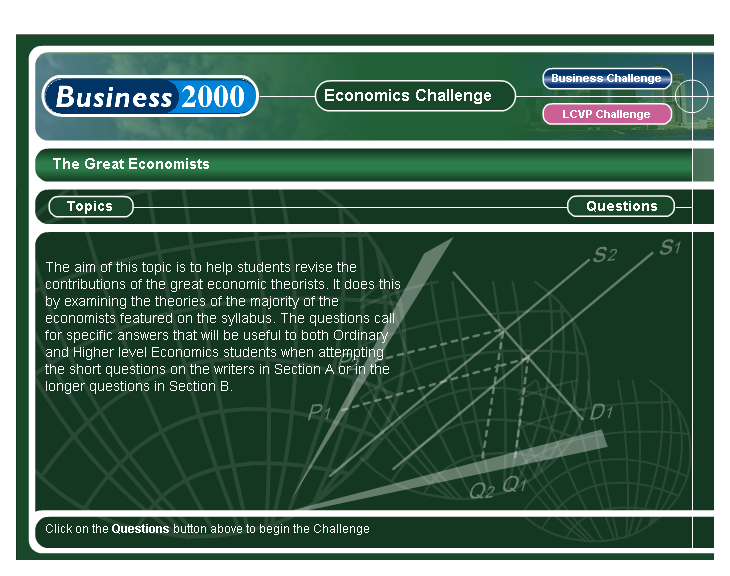 Business 2000
Economics Challenge
Business Challenge
LCVP Challenge
The Great Economists
Topics
Questions
The aim of this topic is to help students revise the
contributions of the great economic theorists. It does this
by examining the theories of the majority of the
economists featured on the syllabus. The questions call
for specific answers that will be useful to both Ordinary
and Higher level Economics students when attempting
the short questions on the writers in Section A or in the
longer questions in Section B.
S2
S1
P1
D1
Q2 Q1
Click on the Questions button above to begin the Challenge